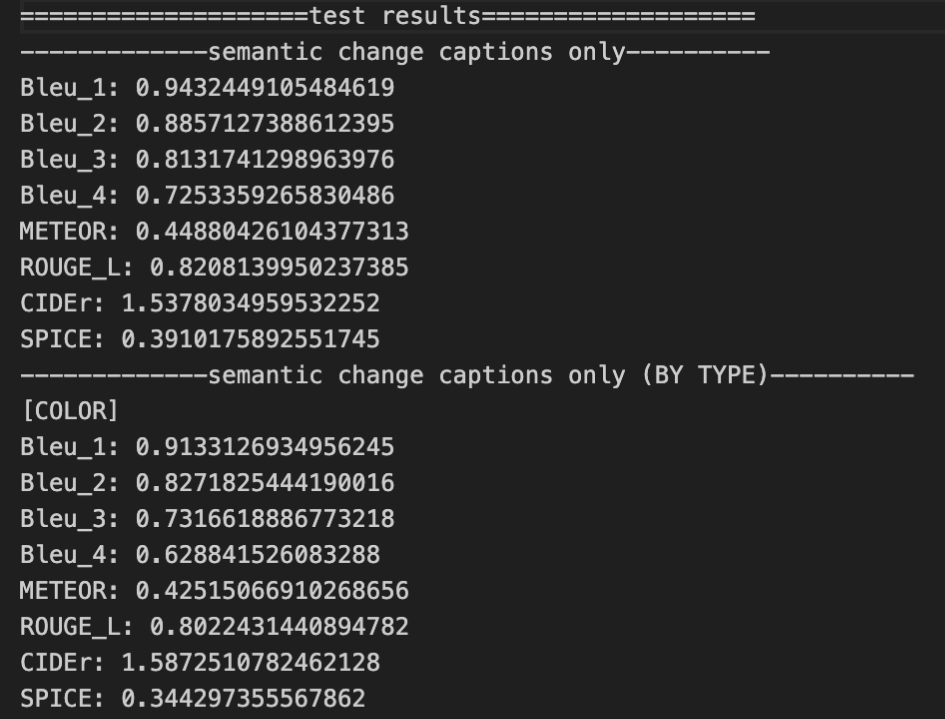 ====================test results===================
-------------semantic change captions only----------
Bleu_1: 0.9432449105484619
Bleu_2: 0.8857127388612395
Bleu_3: 0.8131741298963976
Bleu_4: 0.7253359265830486
METEOR: 0.44880426104377313
ROUGE_L: 0.8208139950237385
CIDEr: 1.5378034959532252
SPICE: 0.3910175892551745
-------------semantic change captions only (BY TYPE)----------
[COLOR]
Bleu_1: 0.9133126934956245
Bleu_2: 0.8271825444190016
Bleu_3: 0.7316618886773218
Bleu_4: 0.628841526083288
METEOR: 0.42515066910268656
ROUGE_L: 0.8022431440894782
CIDEr: 1.5872510782462128
SPICE: 0.344297355567862